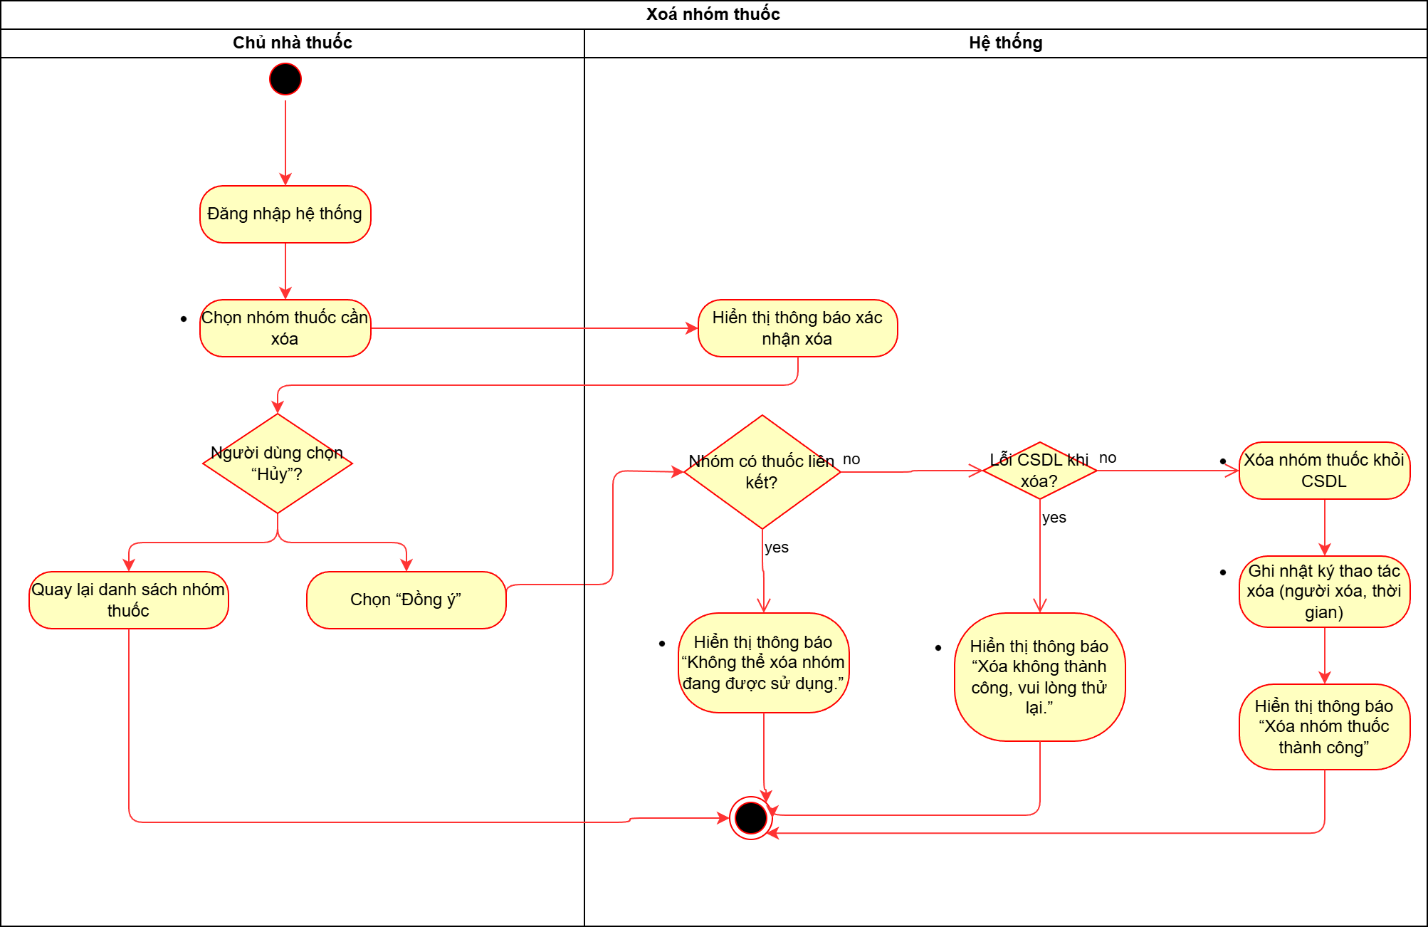 Xoá nhóm thuốc
Chủ nhà thuốc
Hệ thống
Đăng nhập hệ thống
Chọn nhóm thuốc cần
xóa
Hiển thị thông báo xác
nhận xóa
Người dùng chọn
“Hủy”?
Nhóm có thuốc liên
kết?
no
Lỗi CSDL khi
xóa?
no
Xóa nhóm thuốc khỏi
CSDL
yes
yes
Quay lại danh sách nhóm
thuốc
Chọn “Đồng ý”
Ghi nhật ký thao tác
xóa (người xóa, thời
gian)
Hiển thị thông báo
“Không thể xóa nhóm
đang được sử dụng.”
Hiển thị thông báo
“Xóa không thành
công, vui lòng thử
lại.”
Hiển thị thông báo
“Xóa nhóm thuốc
thành công”